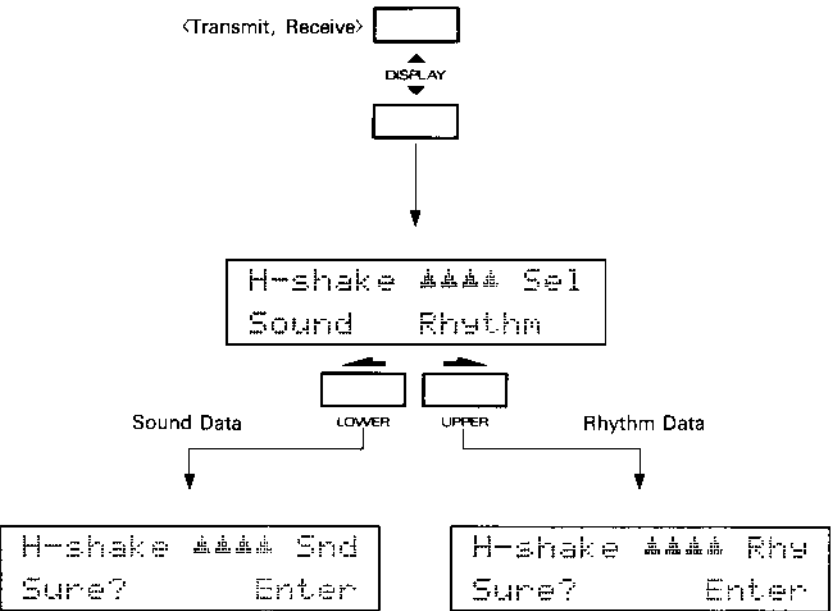 <Transmit, Receive>
DISPLAY
H-shake Sel
Sound Rhythm
LOWER UPPER
Sound Data Rhythm Data
H-shake Snd
Sure? Enter
H-shake Rhy
Sure? Enter